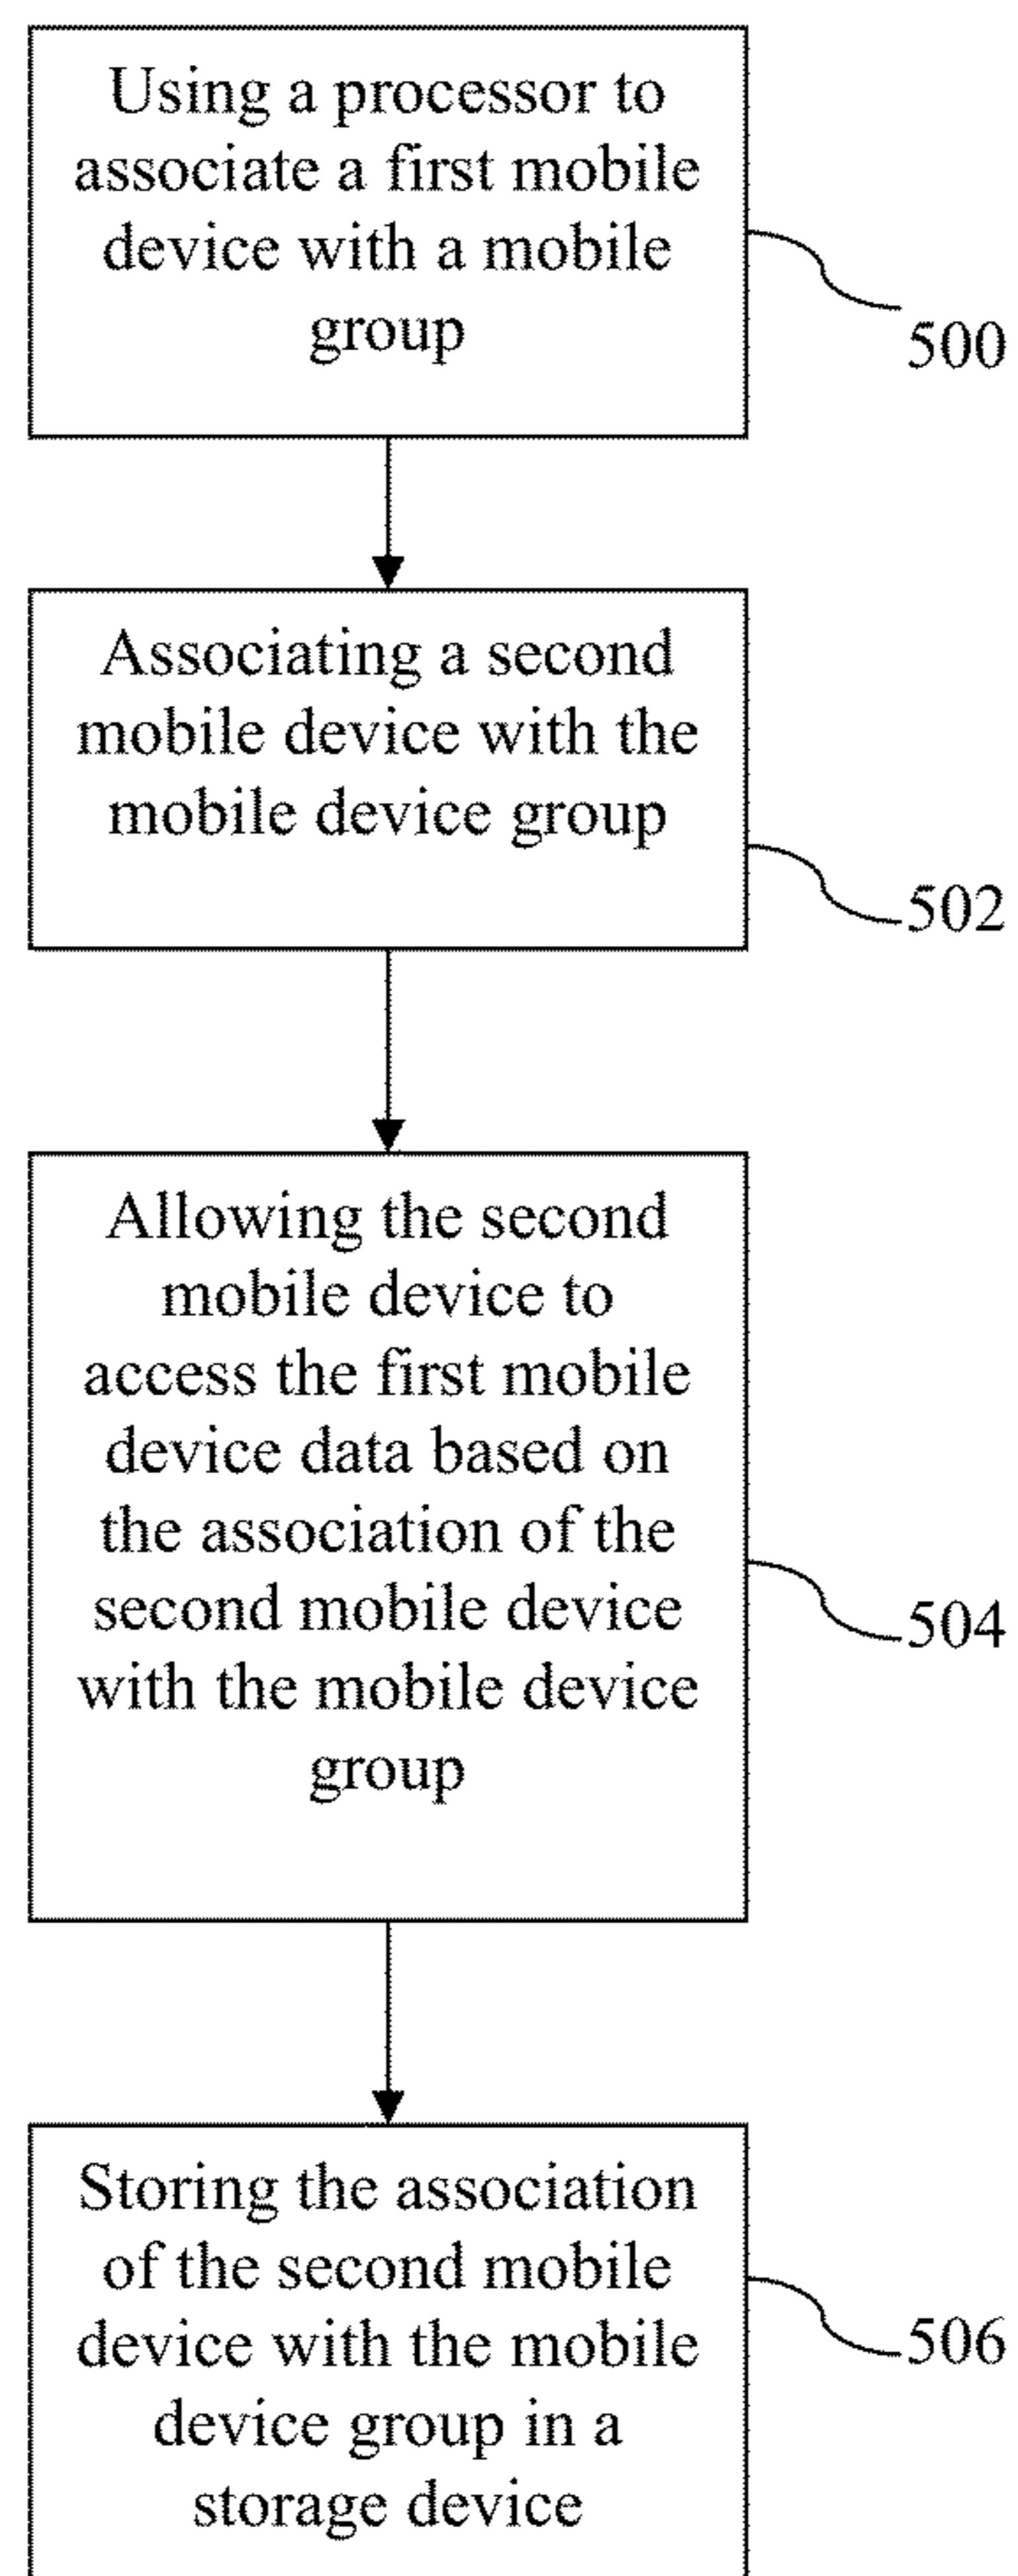 Using a processor to
associate a first mobile
device with a mobile
group
500
Associating a second
mobile device with the
mobile device group
502
Allowing the second
mobile device to
access the first mobile
device data based on
the association of the
second mobile device
with the mobile device
group
504
Storing the association
of the second mobile
device with the mobile
device group in a
storage device
506